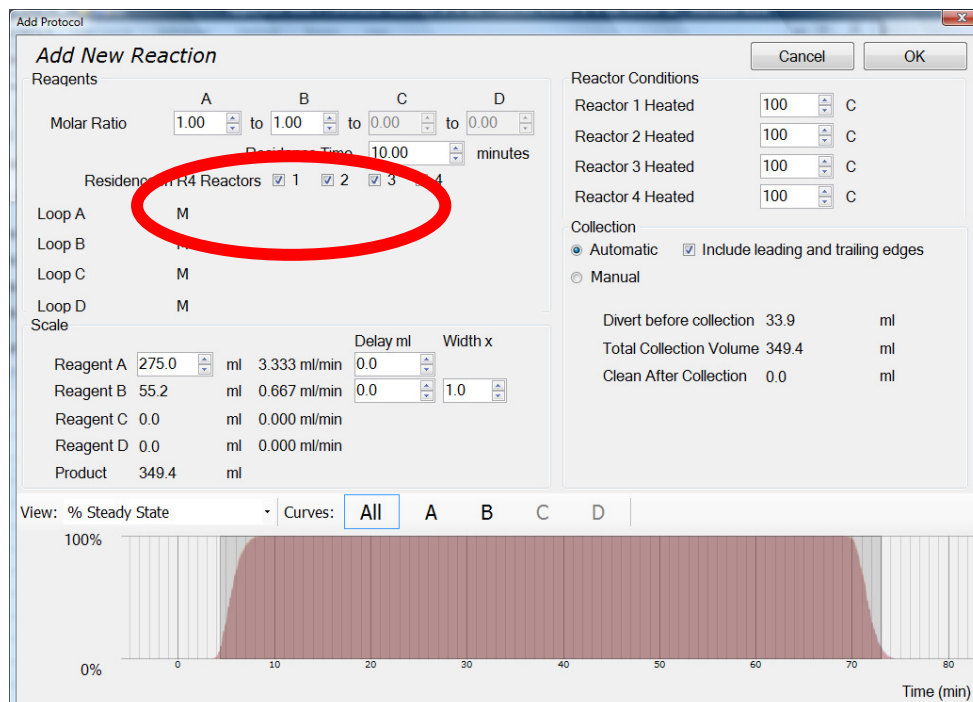 Add Protocol
Add New Reaction
Cancel
OK
Reagents
A B C D
Molar Ratio 1.00 to 1.00 to 0.00 to 0.00
Time 10.00 minutes
R4 Reactors 1 2 3 4
Loop A M
Loop B
Loop C M
Loop D M
Scale
Delay ml Width x
Reagent A 275.0 ml 3.333 ml/min 0.0
Reagent B 55.2 ml 0.667 ml/min 0.0 1.0
Reagent C 0.0 ml 0.000 ml/min
Reagent D 0.0 ml 0.000 ml/min
Product 349.4 ml
Reactor Conditions
Reactor 1 Heated 100 C
Reactor 2 Heated 100 C
Reactor 3 Heated 100 C
Reactor 4 Heated 100 C
Collection
Automatic Include leading and trailing edges
Manual
Divert before collection 33.9 ml
Total Collection Volume 349.4 ml
Clean After Collection 0.0 ml
View: % Steady State Curves: All A B C D
100%
0%
0 10 20 30 40 50 60 70 80
Time (min)